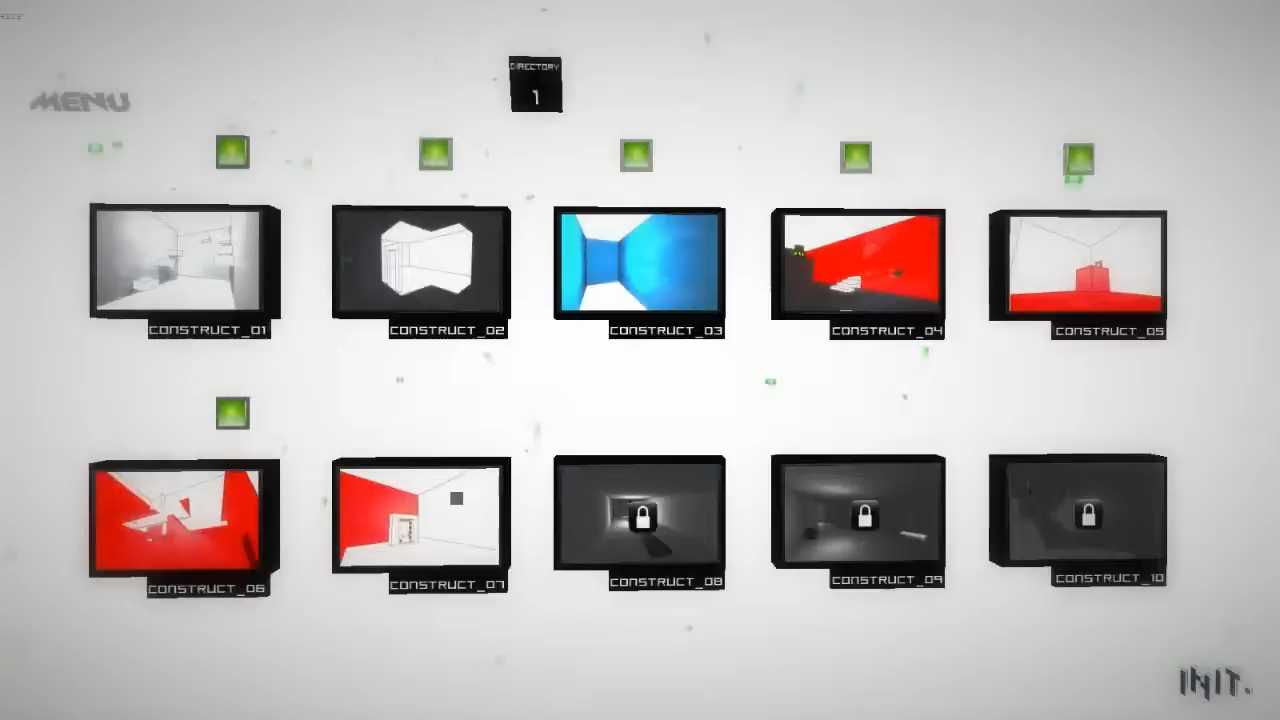 DIRECTORY
1
MENU
CONSTRUCT_01
CONSTRUCT_02
CONSTRUCT_03
CONSTRUCT_04
CONSTRUCT_05
CONSTRUCT_06
CONSTRUCT_07
CONSTRUCT_08
CONSTRUCT_09
CONSTRUCT_10
INIT.